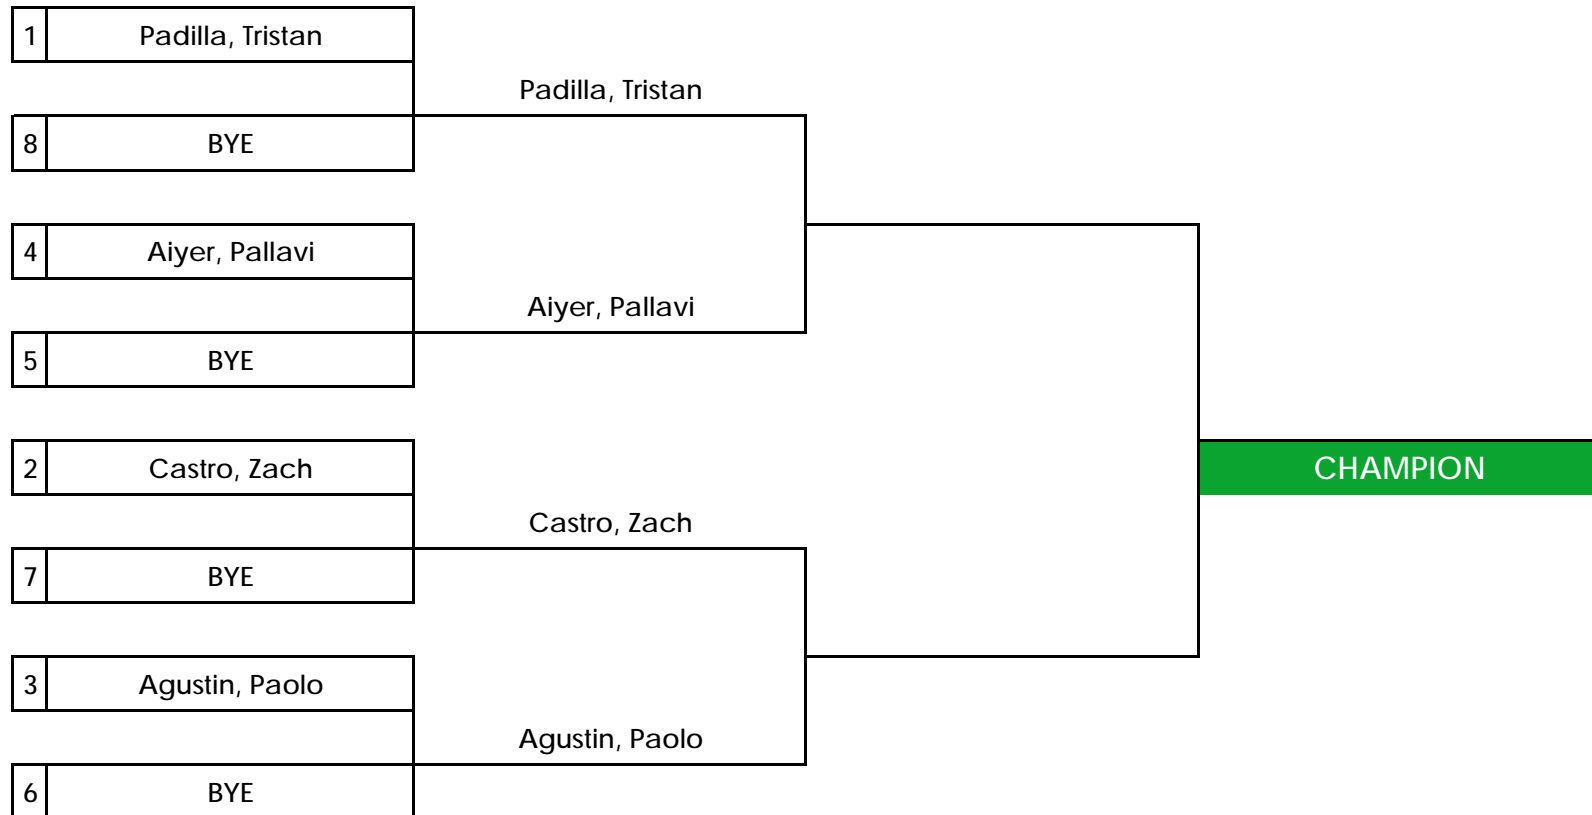 1 Padilla, Tristan
Padilla, Tristan
8 BYE
4 Aiyer, Pallavi
Aiyer, Pallavi
5 BYE
2 Castro, Zach
CHAMPION
Castro, Zach
7 BYE
3 Agustin, Paolo
Agustin, Paolo
6 BYE